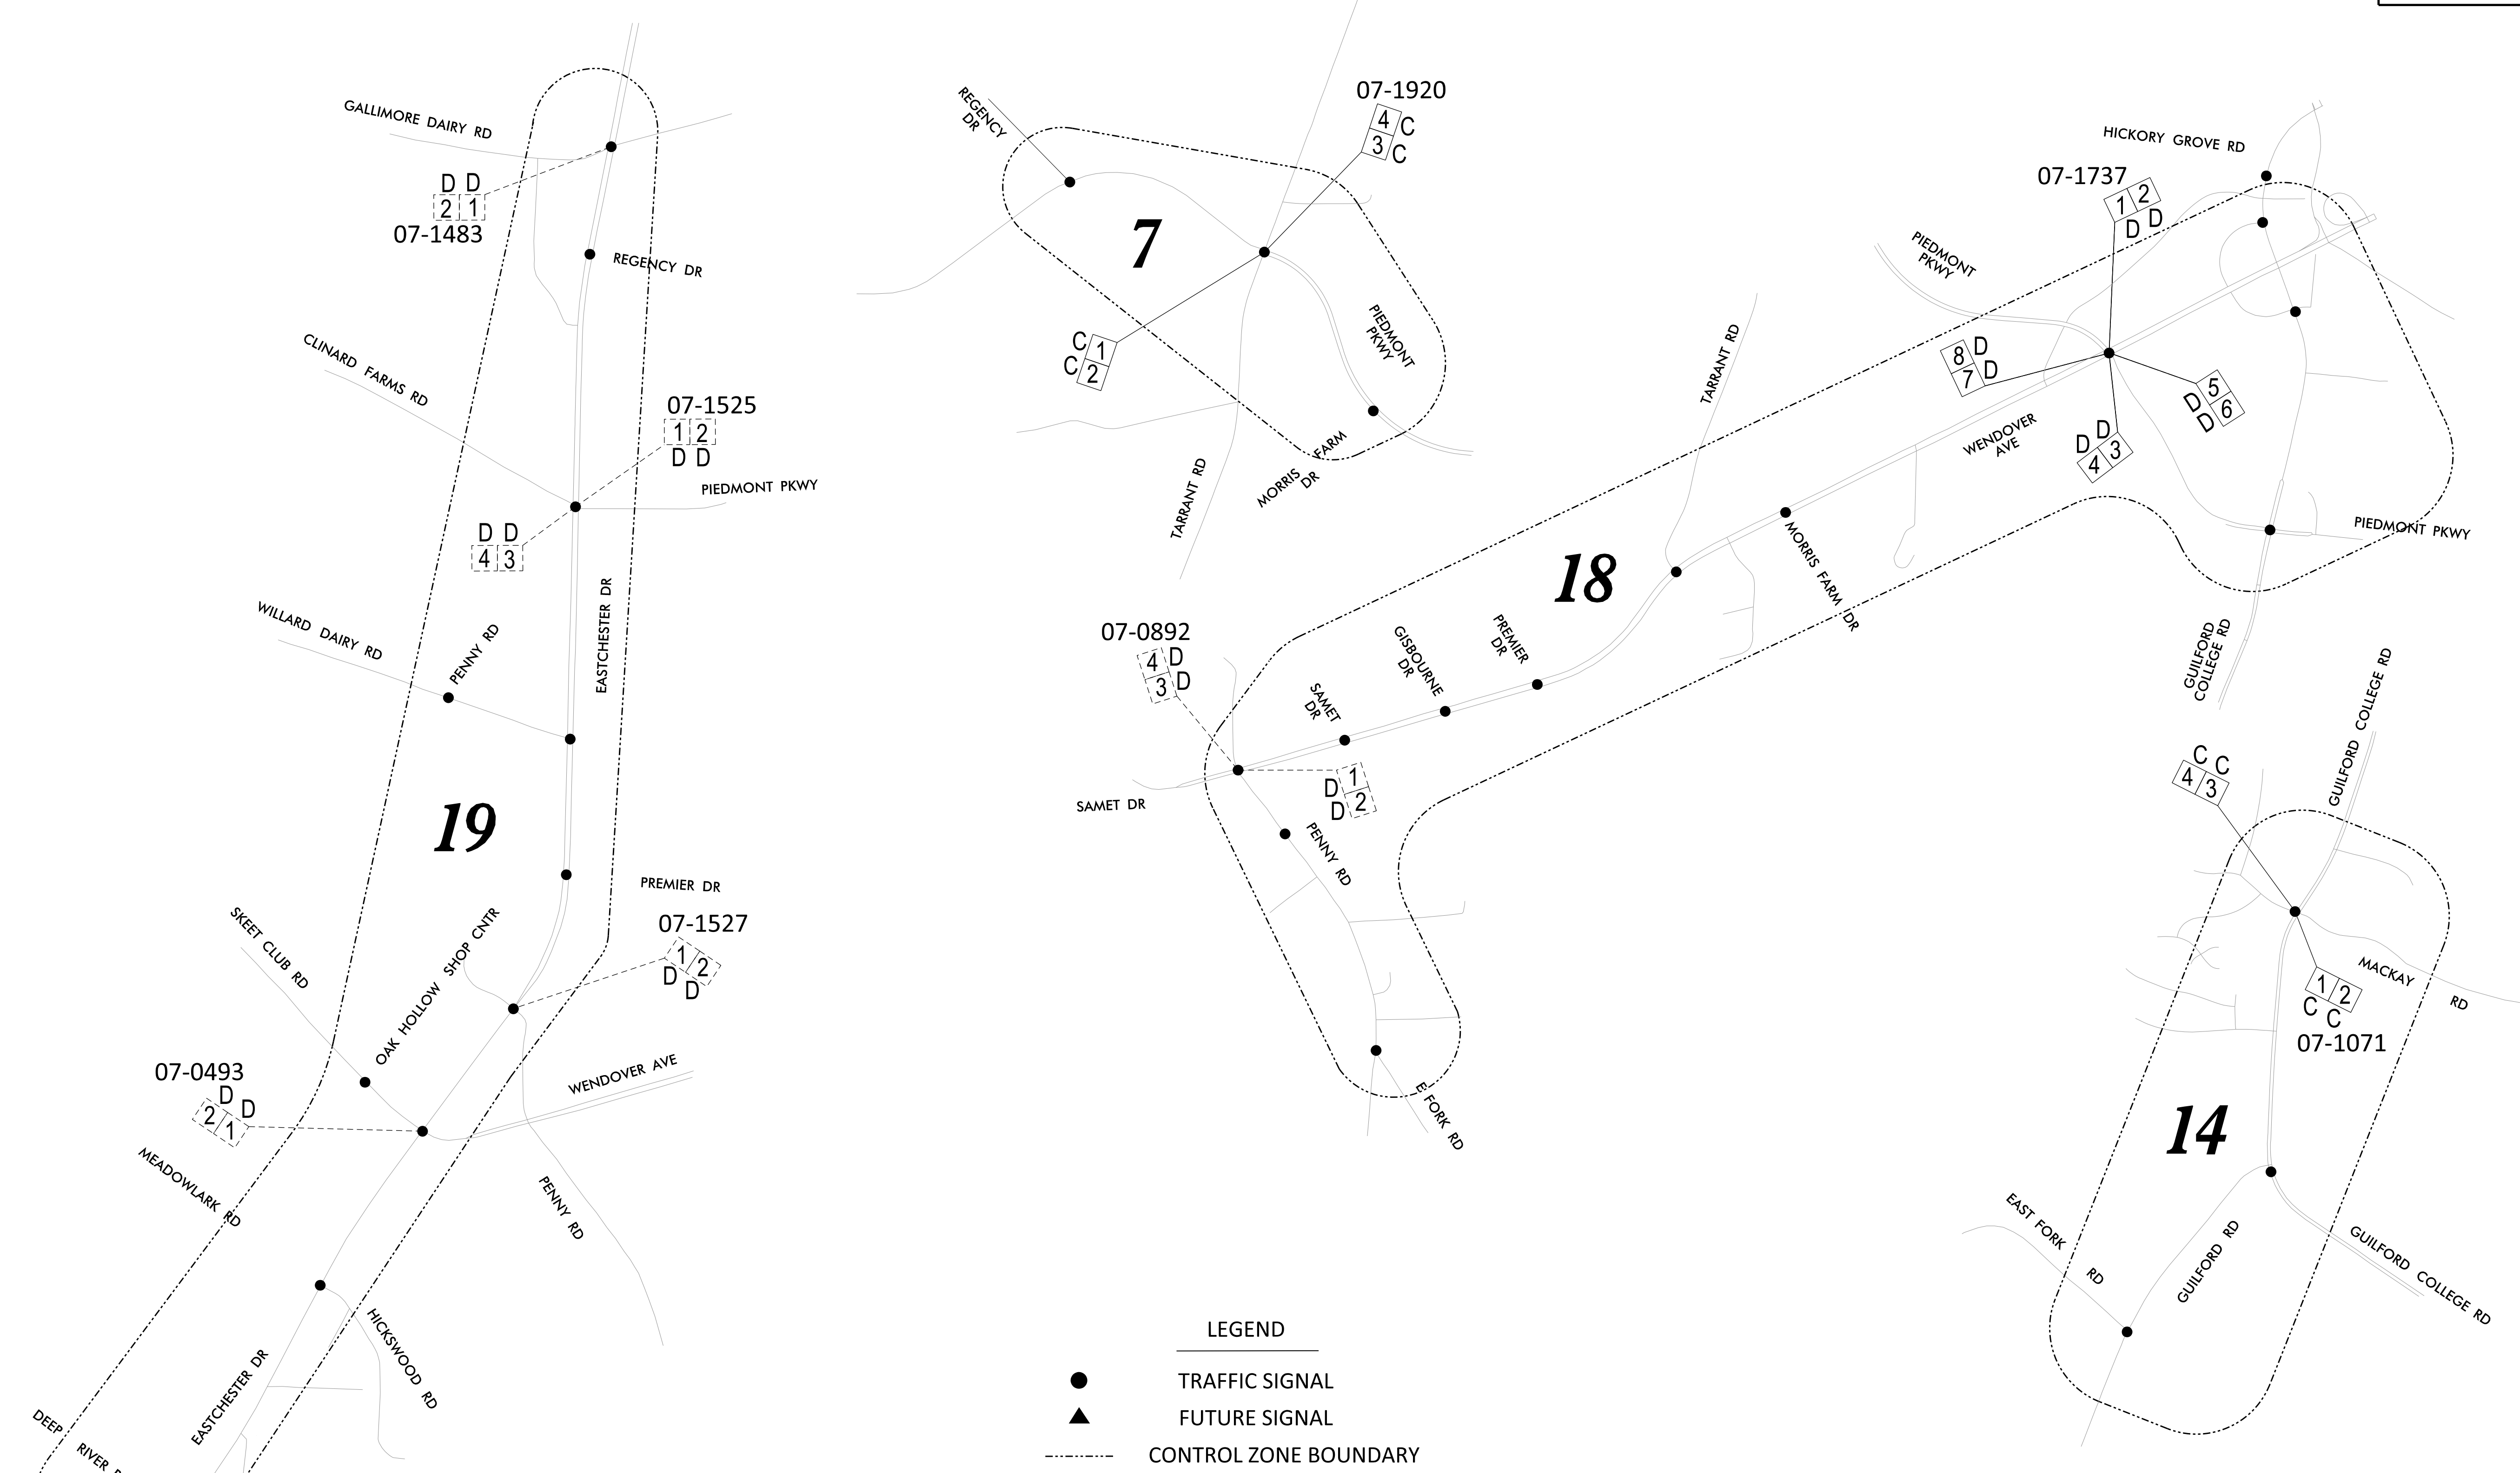 GALLIMORE DAIRY RD
D D
2 1
07-1483
REGENCY DR
CLINARD FARMS RD
07-1525
1 2
D D
PIEDMONT PKWY
D D
4 3
EASTCHESTER DR
WILLARD DAIRY RD
PENNY RD
19
PREMIER DR
07-1527
1 2
D D
SKEET CLUB RD
OAK HOLLOW SHOP CNTR
07-0493
D D
2 1
WENDOVER AVE
MEADOWLARK RD
PENNY RD
HICKSWOOD RD
EASTCHESTER DR
DEEP RIVER
REGENCY
DR
07-1920
4 C
3 C
7
C 1
C 2
PIEDMONT
PKWY
TARRANT RD
MORRIS FARM
DR
HICKORY GROVE RD
07-1737
1 2
D D
PIEDMONT
PKWY
8 D
7 D
D 5
D 6
D D
4 3
WENDOVER
AVE
TARRANT RD
MORRIS FARM DR
18
PIEDMONT PKWY
GUILFORD
COLLEGE RD
PREMIER
DR
GISBOURNE
DR
SAMET
DR
07-0892
4 D
3 D
D 1
D 2
SAMET DR
PENNY RD
E FORK RD
GUILFORD COLLEGE RD
C C
4 3
MACKAY RD
1 2
C C
07-1071
14
EAST FORK RD
GUILFORD RD
GUILFORD COLLEGE RD
LEGEND
TRAFFIC SIGNAL
FUTURE SIGNAL
CONTROL ZONE BOUNDARY